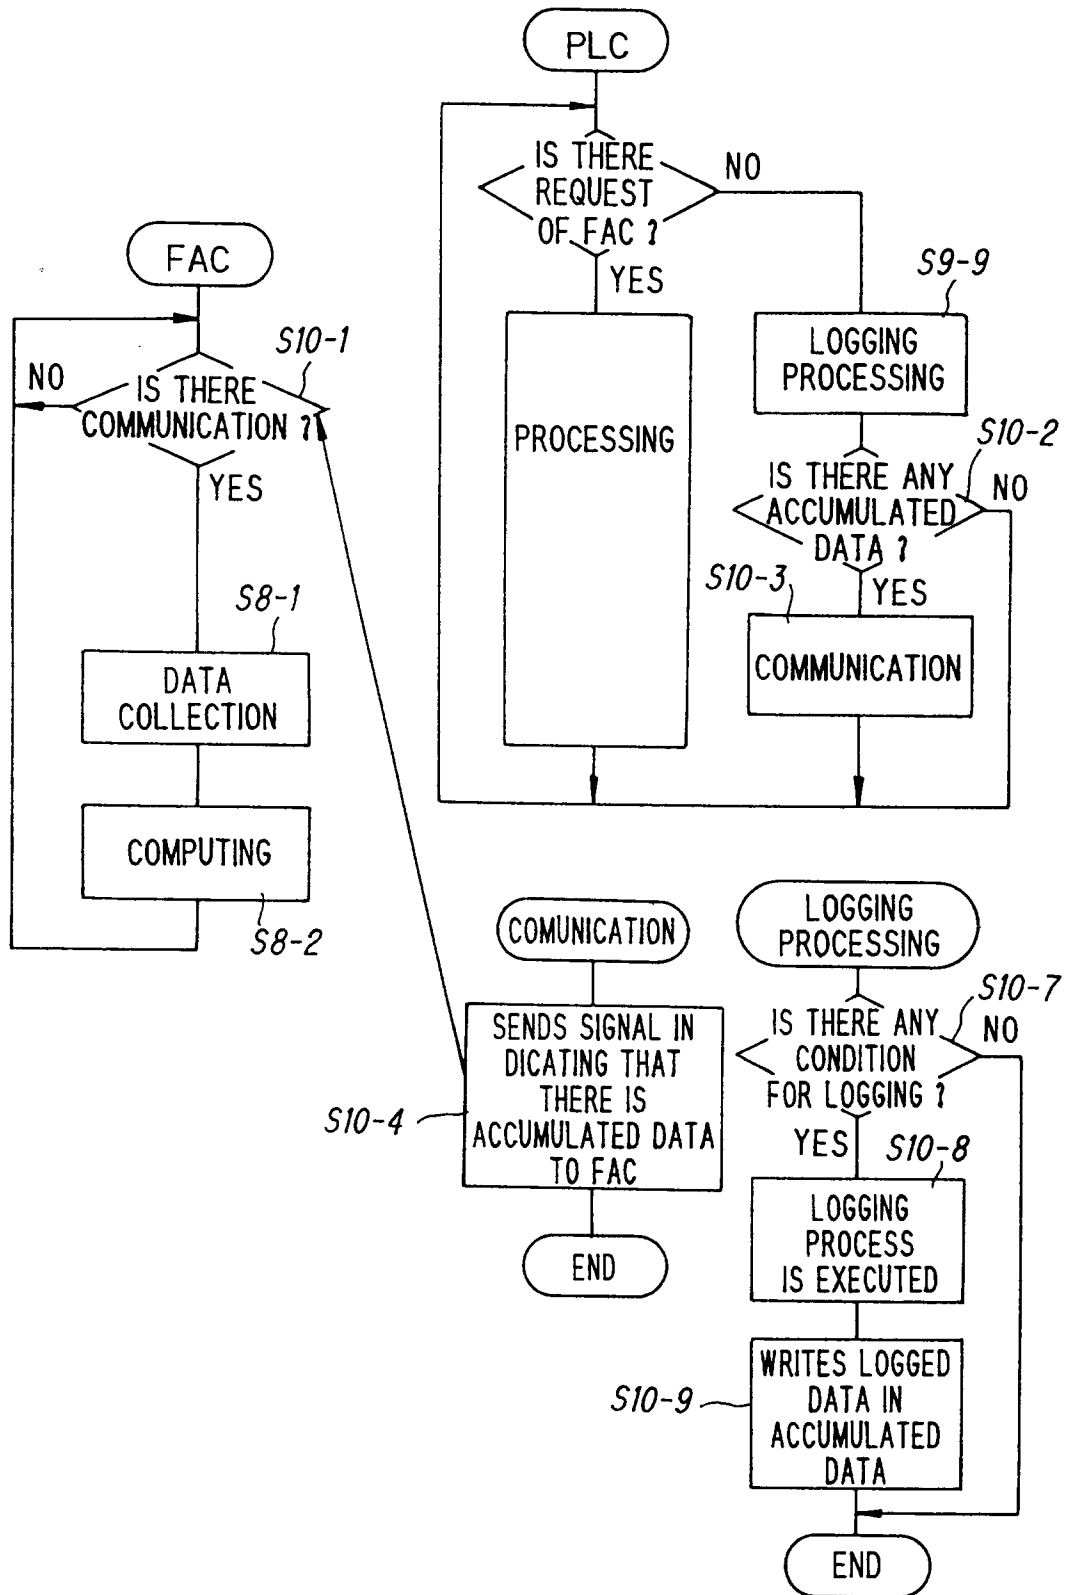 PLC
IS THERE
REQUEST
OF FAC ?
NO
YES
PROCESSING
S9-9
LOGGING
PROCESSING
S10-2
IS THERE ANY
ACCUMULATED
DATA ?
NO
YES
S10-3
COMMUNICATION
FAC
S10-1
NO
IS THERE
COMMUNICATION ?
YES
S8-1
DATA
COLLECTION
COMPUTING
S8-2
COMUNICATION
SENDS SIGNAL IN
DICATING THAT
THERE IS
ACCUMULATED DATA
TO FAC
S10-4
END
LOGGING
PROCESSING
S10-7
IS THERE ANY
CONDITION
FOR LOGGING ?
NO
YES
S10-8
LOGGING
PROCESS
IS EXECUTED
WRITES LOGGED
DATA IN
ACCUMULATED
DATA
S10-9
END